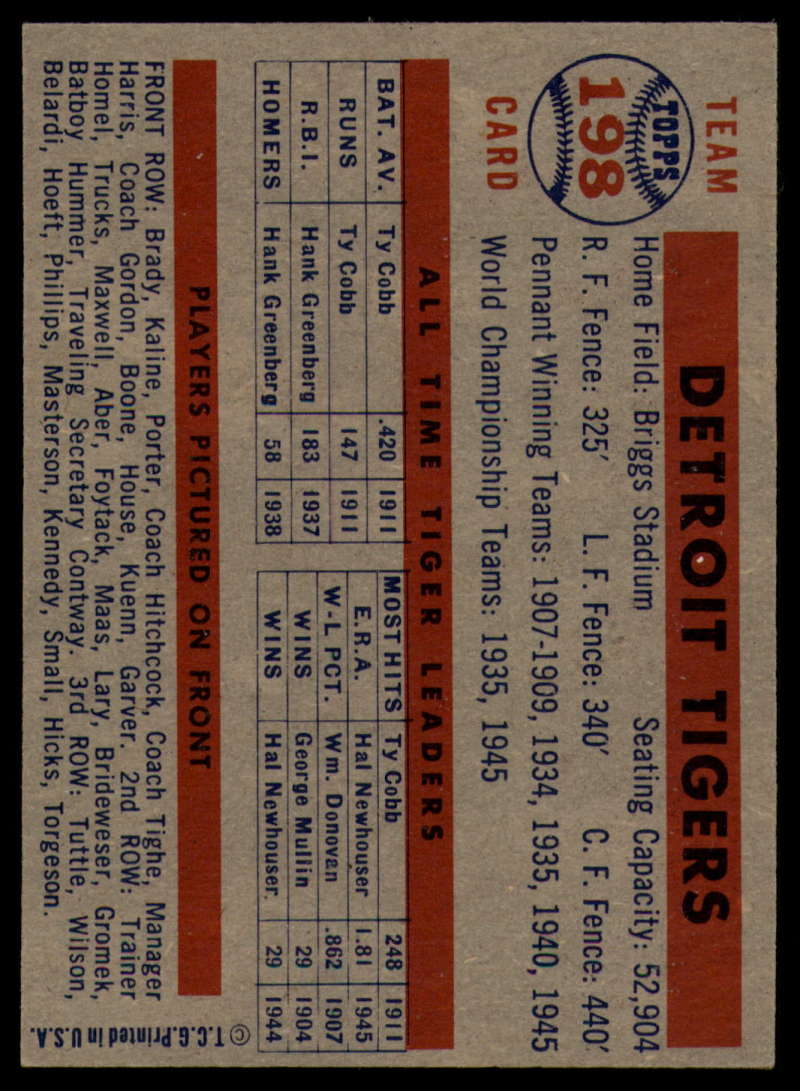 TEAM
TOPPS
198
CARD
DETROIT TIGERS
Home Field: Briggs Stadium Seating Capacity: 52,904
R. F. Fence: 325′ L. F. Fence: 340′ C. F. Fence: 440′
Pennant Winning Teams: 1907-1909, 1934, 1935, 1940, 1945
World Championship Teams: 1935, 1945
ALL TIME TIGER LEADERS
BAT. AV. Ty Cobb .420 1911
RUNS Ty Cobb 147 1911
R.B.I. Hank Greenberg 183 1937
HOMERS Hank Greenberg 58 1938
MOST HITS Ty Cobb 248 1911
E.R.A. Hal Newhouser 1.81 1945
W-L PCT. Wm. Donovan .862 1907
WINS George Mullin 29 1904
WINS Hal Newhouser. 29 1944
PLAYERS PICTURED ON FRONT
FRONT ROW: Brady, Kaline, Porter, Coach Hitchcock, Coach Tighe, Manager
Harris, Coach Gordon, Boone, House, Kuenn, Garver. 2nd ROW: Trainer
Homel, Trucks, Maxwell, Aber, Foytack, Maas, Lary, Brideweser, Gromek,
Batboy Hummer, Traveling Secretary Contway. 3rd ROW: Tuttle, Wilson,
Belardi, Hoeft, Phillips, Masterson, Kennedy, Small, Hicks, Torgeson.
© T.C.G. Printed in U.S.A.